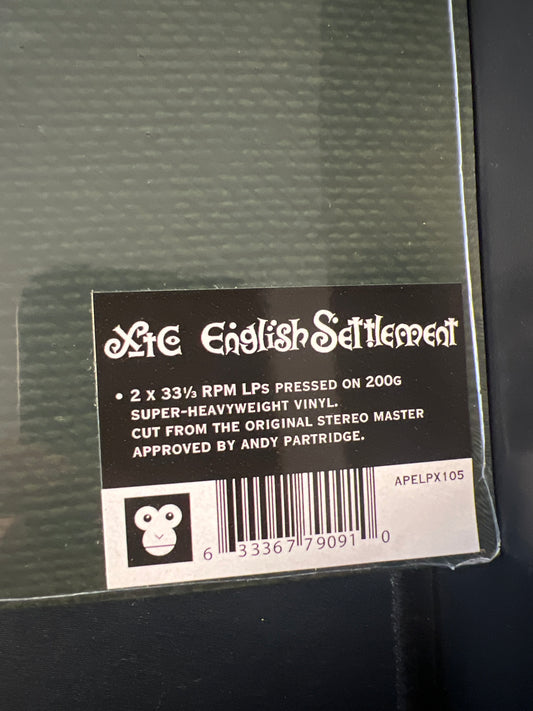 XTC English Settlement
• 2 x 33⅓ RPM LPs PRESSED ON 200G
SUPER-HEAVYWEIGHT VINYL.
CUT FROM THE ORIGINAL STEREO MASTER
APPROVED BY ANDY PARTRIDGE.
APELPX105
6 33367 79091 0